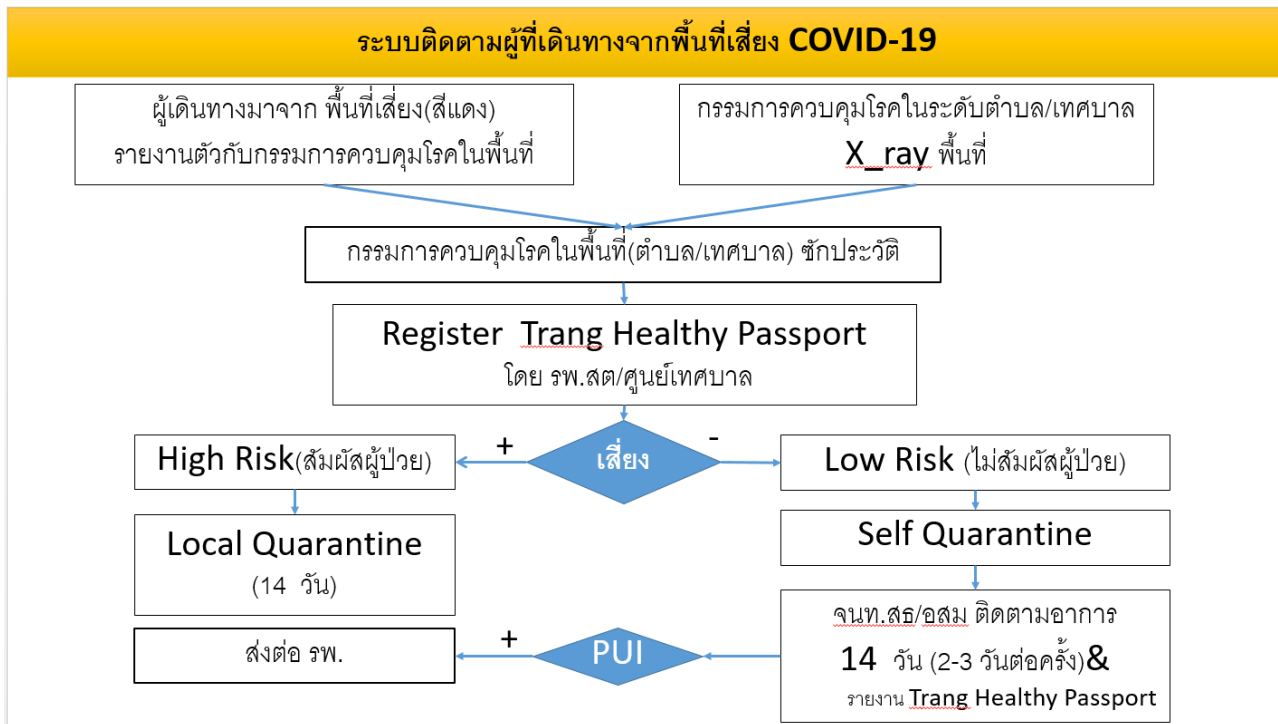 ระบบติดตามผู้ที่เดินทางจากพื้นที่เสี่ยง COVID-19
ผู้เดินทางมาจาก พื้นที่เสี่ยง(สีแดง)
รายงานตัวกับกรรมการควบคุมโรคในพื้นที่
กรรมการควบคุมโรคในระดับตำบล/เทศบาล
X_ray พื้นที่
กรรมการควบคุมโรคในพื้นที่(ตำบล/เทศบาล) ซักประวัติ
Register Trang Healthy Passport
โดย รพ.สต/ศูนย์เทศบาล
+
เสี่ยง
-
High Risk(สัมผัสผู้ป่วย)
Low Risk (ไม่สัมผัสผู้ป่วย)
Local Quarantine
(14 วัน)
Self Quarantine
จนท.สธ/อสม ติดตามอาการ
14 วัน (2-3 วันต่อครั้ง)&
รายงาน Trang Healthy Passport
PUI
+
ส่งต่อ รพ.